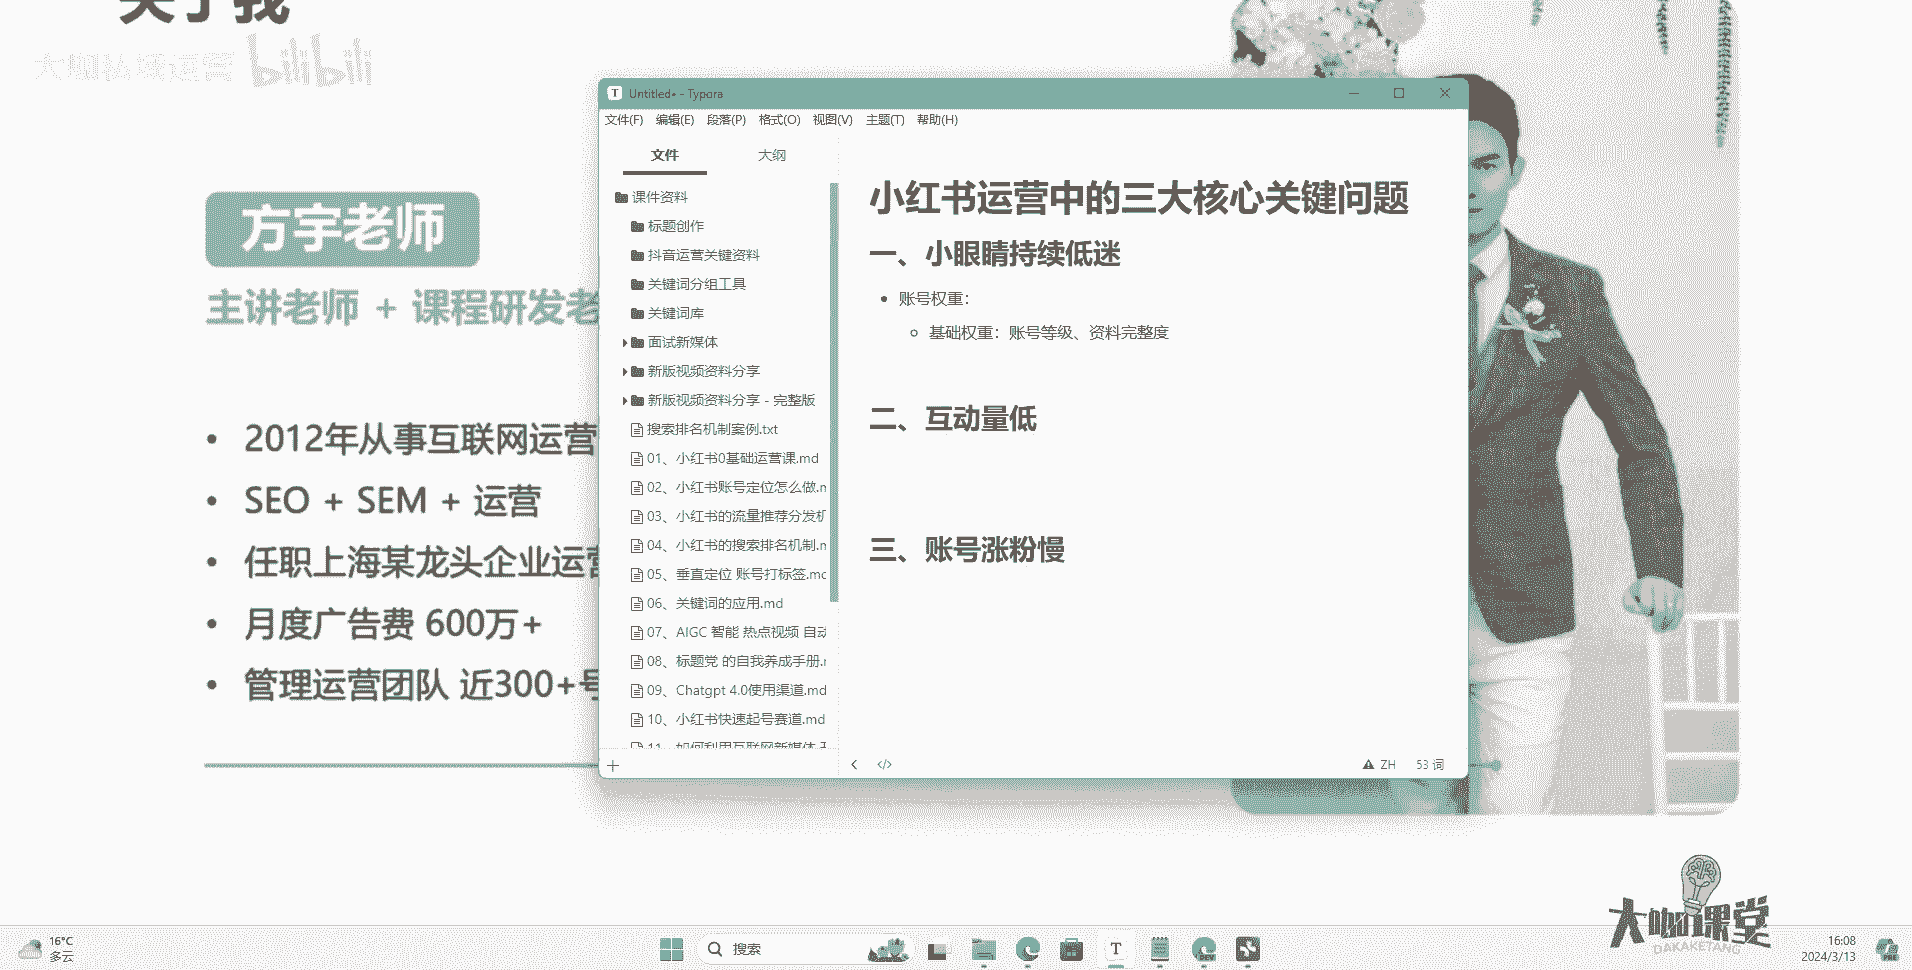 关于我
大咖私域运营 bilibili
方宇老师
主讲老师 + 课程研发老
2012年从事互联网运营
SEO + SEM + 运营
任职上海某龙头企业运营
月度广告费 600万+
管理运营团队 近300+号
Untitled• - Typora
文件(F) 编辑(E) 段落(P) 格式(O) 视图(V) 主题(T) 帮助(H)
文件 大纲
课件资料
标题创作
抖音运营关键资料
关键词分组工具
关键词库
面试新媒体
新版视频资料分享
新版视频资料分享 - 完整版
搜索排名机制案例.txt
01、小红书0基础运营课.md
02、小红书账号定位怎么做.m
03、小红书的流量推荐分发机
04、小红书的搜索排名机制.m
05、垂直定位 账号打标签.md
06、关键词的应用.md
07、AIGC 智能 热点视频 自动
08、标题党 的自我养成手册.m
09、Chatgpt 4.0使用渠道.md
10、小红书快速起号赛道.md
11、如何利用互联网新媒体
小红书运营中的三大核心关键问题
一、小眼睛持续低迷
账号权重：
基础权重：账号等级、资料完整度
二、互动量低
三、账号涨粉慢
ZH 53 词
大咖课堂
DAKAKETANG
16°C
多云
搜索
T
DEV
16:08
2024/3/13
PRE